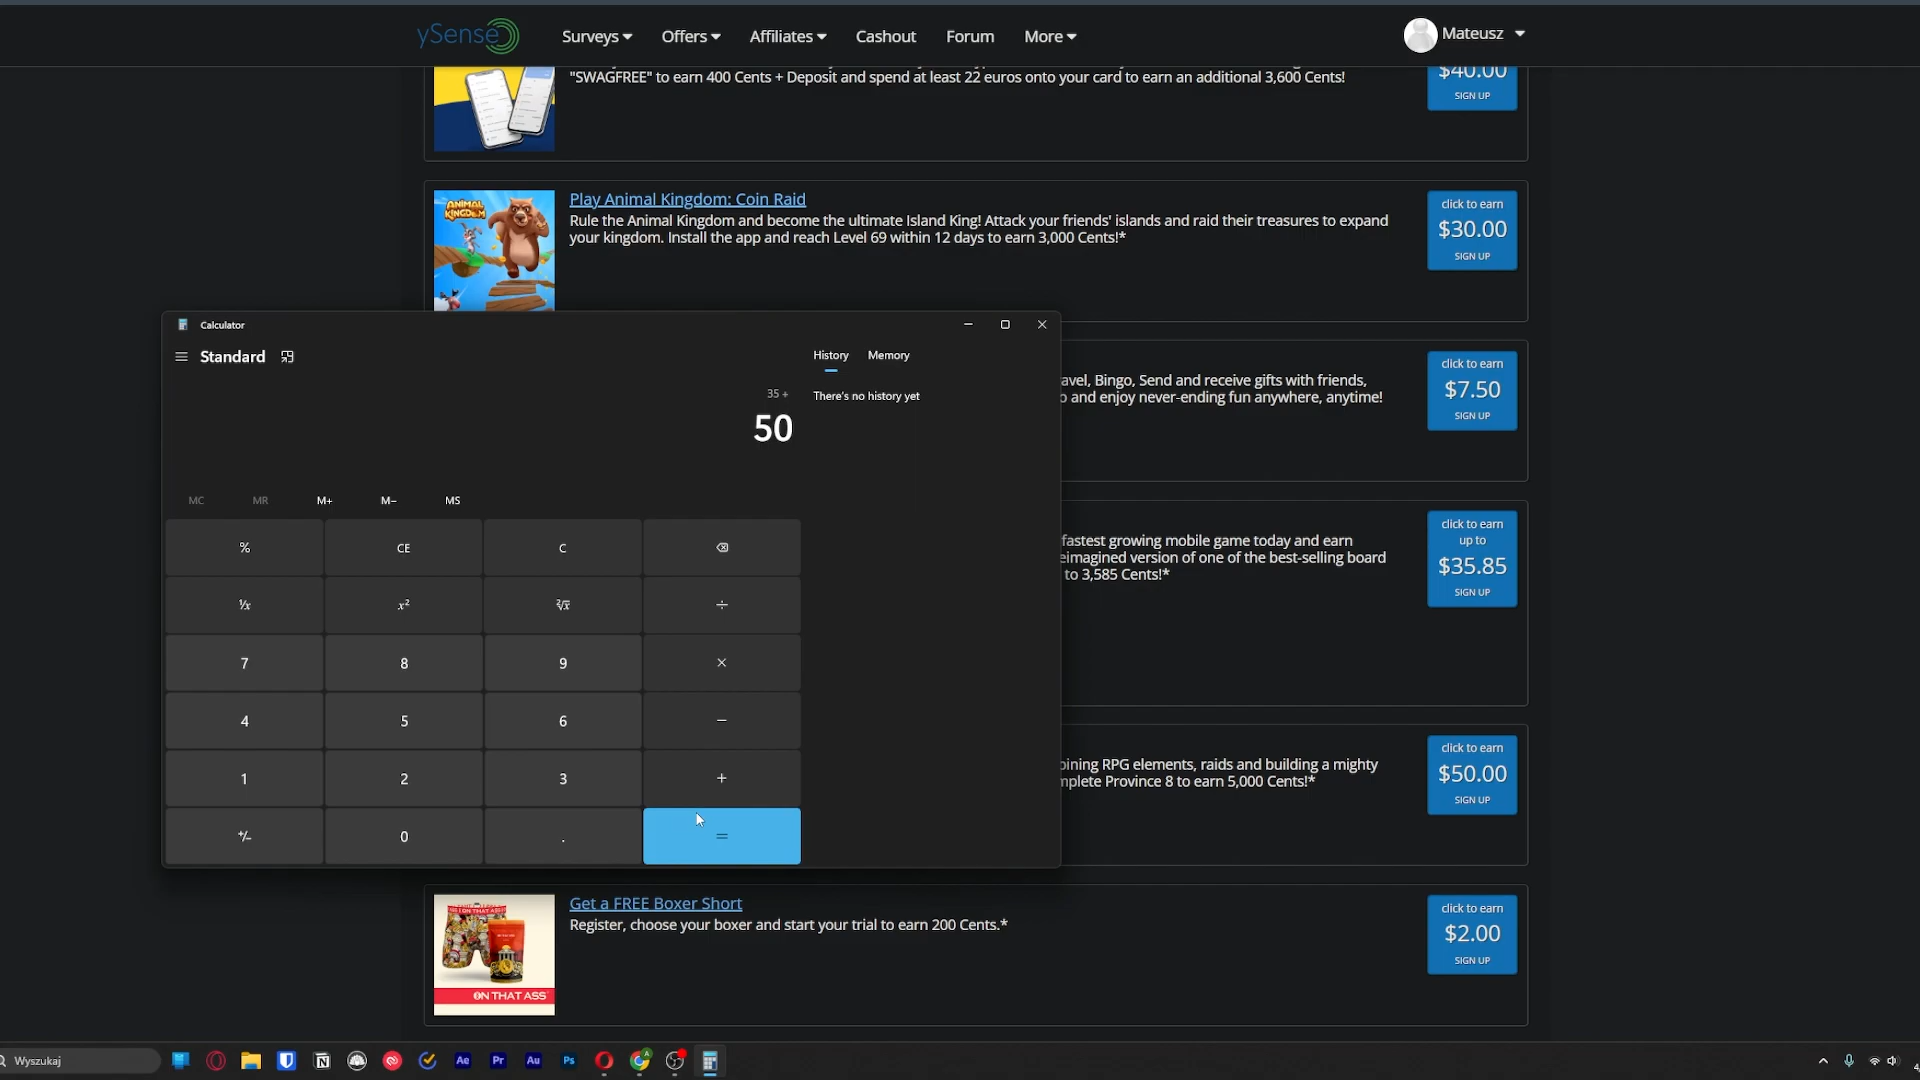 ySense
Surveys
Offers
Affiliates
Cashout
Forum
More
Mateusz
"SWAGFREE" to earn 400 Cents + Deposit and spend at least 22 euros onto your card to earn an additional 3,600 Cents!
$40.00
SIGN UP
ANIMAL
KINGDOM
Play Animal Kingdom: Coin Raid
Rule the Animal Kingdom and become the ultimate Island King! Attack your friends' islands and raid their treasures to expand
your kingdom. Install the app and reach Level 69 within 12 days to earn 3,000 Cents!*
click to earn
$30.00
SIGN UP
Calculator
Standard
History
Memory
35 +
There's no history yet
50
MC
MR
M+
M-
MS
%
CE
C
⅟x
x²
²√x
÷
7
8
9
×
4
5
6
−
1
2
3
+
+/−
0
.
=
avel, Bingo, Send and receive gifts with friends,
and enjoy never-ending fun anywhere, anytime!
click to earn
$7.50
SIGN UP
fastest growing mobile game today and earn
eimagined version of one of the best-selling board
to 3,585 Cents!*
click to earn
up to
$35.85
SIGN UP
ining RPG elements, raids and building a mighty
mplete Province 8 to earn 5,000 Cents!*
click to earn
$50.00
SIGN UP
Get a FREE Boxer Short
Register, choose your boxer and start your trial to earn 200 Cents.*
ON THAT ASS
click to earn
$2.00
SIGN UP
Wyszukaj
Ae
Pr
Au
Ps